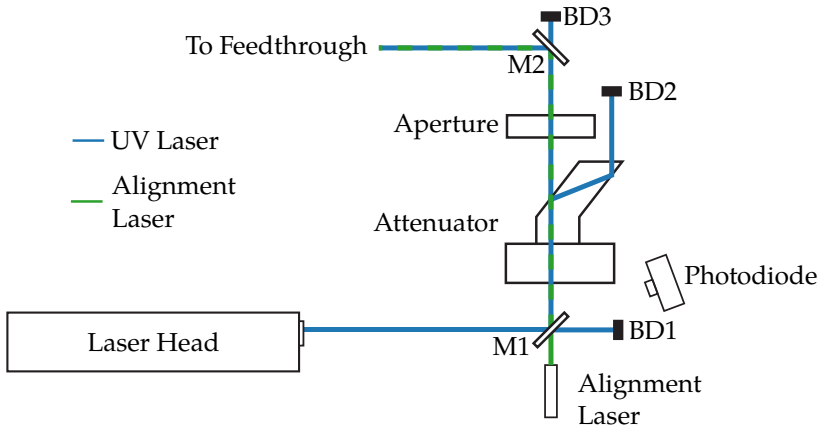 BD3
To Feedthrough
M2
BD2
Aperture
UV Laser
Alignment
Laser
Attenuator
Photodiode
Laser Head
M1
BD1
Alignment
Laser